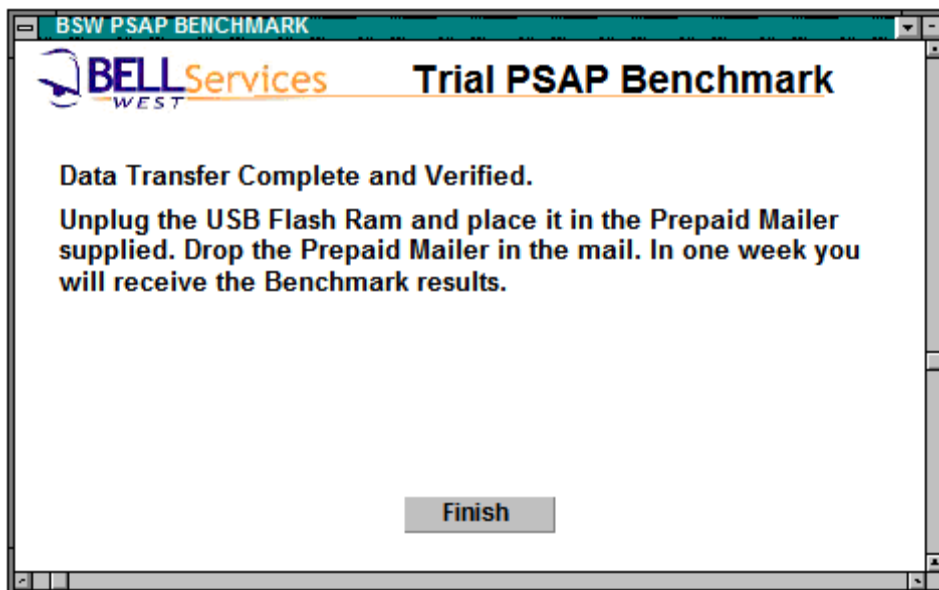 BSW PSAP BENCHMARK
BELLServices
WEST
Trial PSAP Benchmark
Data Transfer Complete and Verified.
Unplug the USB Flash Ram and place it in the Prepaid Mailer
supplied. Drop the Prepaid Mailer in the mail. In one week you
will receive the Benchmark results.
Finish